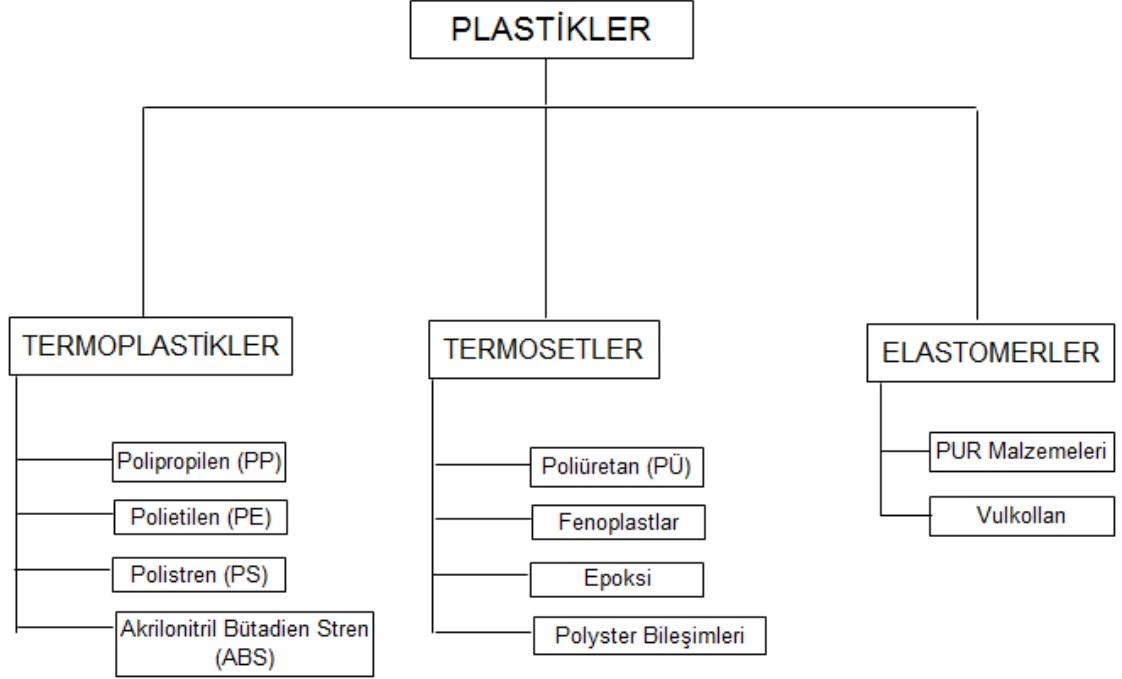 PLASTİKLER
TERMOPLASTİKLER
Polipropilen (PP)
Polietilen (PE)
Polistren (PS)
Akrilonitril Bütadien Stren
(ABS)
TERMOSETLER
Poliüretan (PÜ)
Fenoplastlar
Epoksi
Polyster Bileşimleri
ELASTOMERLER
PUR Malzemeleri
Vulkollan